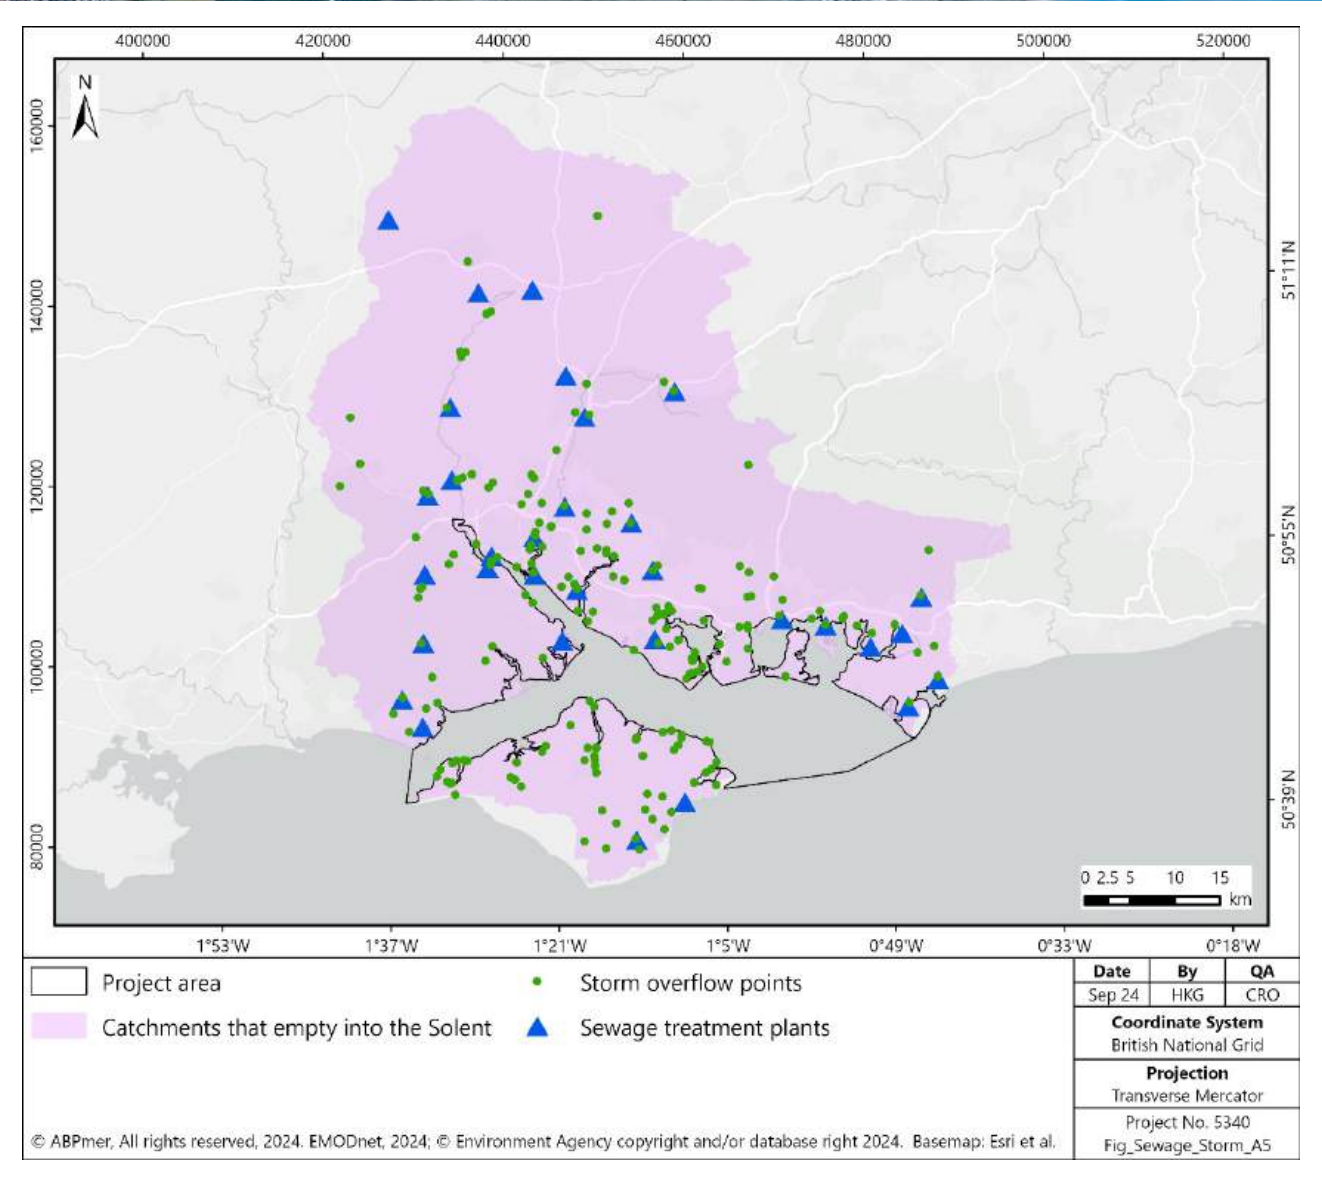 400000 420000 440000 460000 480000 500000 520000
N
160000
140000
120000
100000
80000
51°11'N
50°55'N
50°39'N
0 2.5 5 10 15
km
1°53'W 1°37'W 1°21'W 1°5'W 0°49'W 0°33'W 0°18'W
Project area
Storm overflow points
Catchments that empty into the Solent
Sewage treatment plants
Date By QA
Sep 24 HKG CRO
Coordinate System
British National Grid
Projection
Transverse Mercator
Project No. 5340
Fig_Sewage_Storm_A5
© ABPmer, All rights reserved, 2024. EMODnet, 2024; © Environment Agency copyright and/or database right 2024. Basemap: Esri et al.